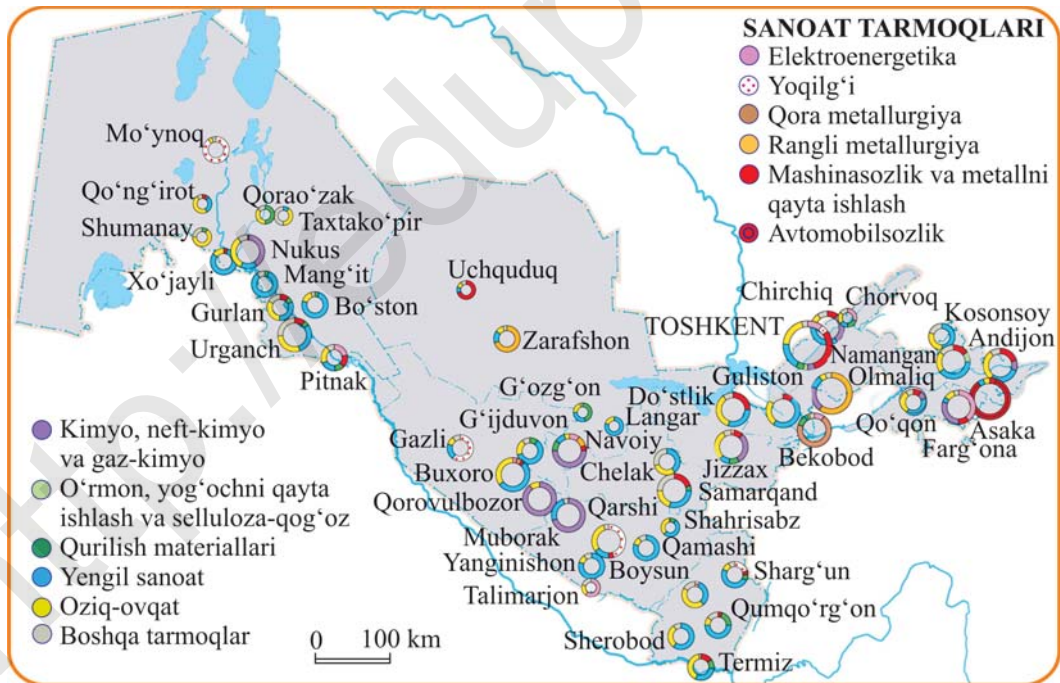 SANOAT TARMOQLARI
Elektroenergetika
Yoqilg‘i
Qora metallurgiya
Rangli metallurgiya
Mashinasozlik va metallni
qayta ishlash
Avtomobilsozlik
Mo‘ynoq
Qo‘ng‘irot
Qorao‘zak
Shumanay
Taxtako‘pir
Nukus
Xo‘jayli
Mang‘it
Gurlan
Bo‘ston
Urganch
Pitnak
Uchquduq
Zarafshon
Chirchiq
Chorvoq
TOSHKENT
Kosonsoy
Andijon
Namangan
Guliston
Olmaliq
Do‘stlik
G‘ozg‘on
G‘ijduvon
Langar
Gazli
Navoiy
Qo‘qon
Asaka
Farg‘ona
Bekobod
Jizzax
Chelak
Buxoro
Samarqand
Qorovulbozor
Qarshi
Shahrisabz
Muborak
Qamashi
Yanginishon
Boysun
Sharg‘un
Talimarjon
Qumqo‘rg‘on
Sherobod
Termiz
Kimyo, neft-kimyo
va gaz-kimyo
O‘rmon, yog‘ochni qayta
ishlash va selluloza-qog‘oz
Qurilish materiallari
Yengil sanoat
Oziq-ovqat
Boshqa tarmoqlar
0 100 km